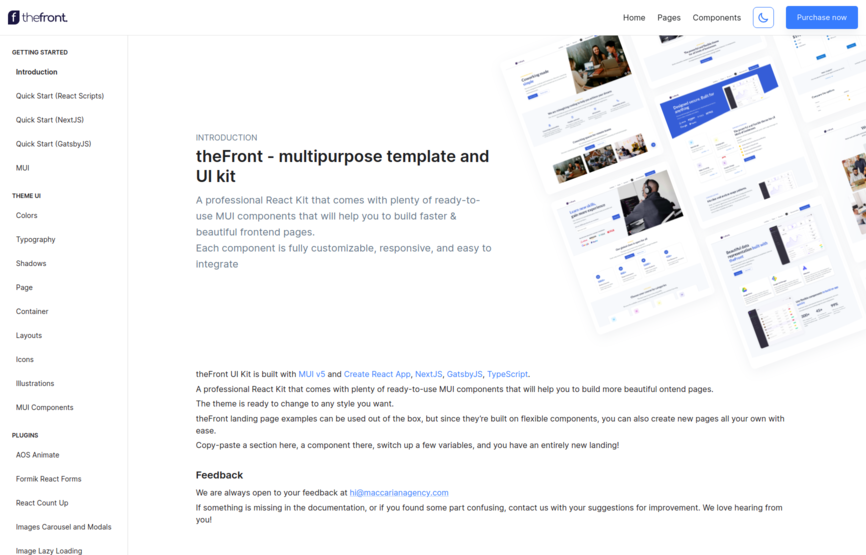 thefront.
Home Pages Components Purchase now
GETTING STARTED
Introduction
Quick Start (React Scripts)
Quick Start (NextJS)
Quick Start (GatsbyJS)
MUI
THEME UI
Colors
Typography
Shadows
Page
Container
Layouts
Icons
Illustrations
MUI Components
PLUGINS
AOS Animate
Formik React Forms
React Count Up
Images Carousel and Modals
Image Lazy Loading
INTRODUCTION
theFront - multipurpose template and
UI kit
A professional React Kit that comes with plenty of ready-to-
use MUI components that will help you to build faster &
beautiful frontend pages.
Each component is fully customizable, responsive, and easy to
integrate
theFront UI Kit is built with MUI v5 and Create React App, NextJS, GatsbyJS, TypeScript.
A professional React Kit that comes with plenty of ready-to-use MUI components that will help you to build more beautiful ontend pages.
The theme is ready to change to any style you want.
theFront landing page examples can be used out of the box, but since they're built on flexible components, you can also create new pages all your own with
ease.
Copy-paste a section here, a component there, switch up a few variables, and you have an entirely new landing!
Feedback
We are always open to your feedback at hi@maccarianagency.com
If something is missing in the documentation, or if you found some part confusing, contact us with your suggestions for improvement. We love hearing from
you!